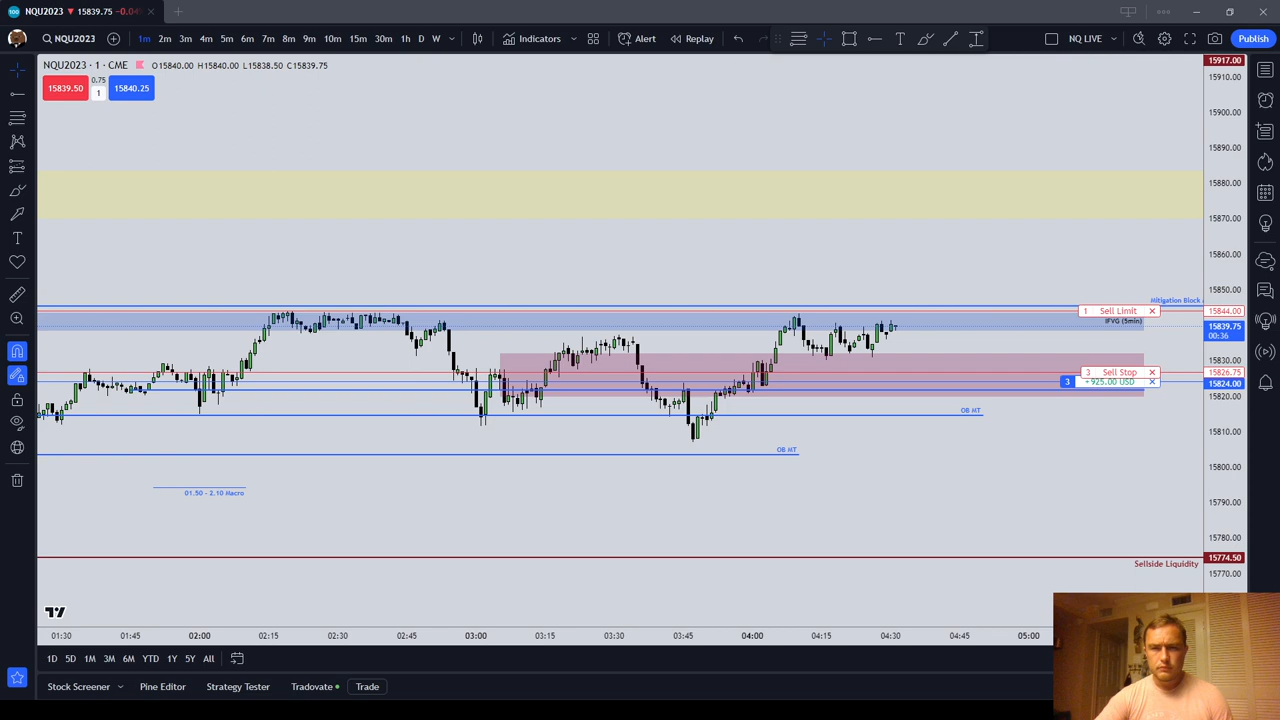 NQU2023 ▼ 15839.75 −0.04%
NQU2023 1m 2m 3m 4m 5m 6m 7m 8m 9m 10m 15m 30m 1h D W Indicators Alert Replay NQ LIVE Publish
NQU2023 · 1 · CME O15840.00 H15840.00 L15838.50 C15839.75
15839.50 0.75 1 15840.25
15917.00
15910.00
15900.00
15890.00
15880.00
15870.00
15860.00
15850.00
Mitigation Block
1 Sell Limit 15844.00
IFVG (5min)
15839.75
00:36
15830.00
3 Sell Stop 15826.75
3 +925.00 USD 15824.00
15820.00
OB MT
15810.00
OB MT
15800.00
01.50 - 2.10 Macro
15790.00
15780.00
15774.50
Sellside Liquidity
15770.00
01:30 01:45 02:00 02:15 02:30 02:45 03:00 03:15 03:30 03:45 04:00 04:15 04:30 04:45 05:00
1D 5D 1M 3M 6M YTD 1Y 5Y All
Stock Screener Pine Editor Strategy Tester Tradovate Trade